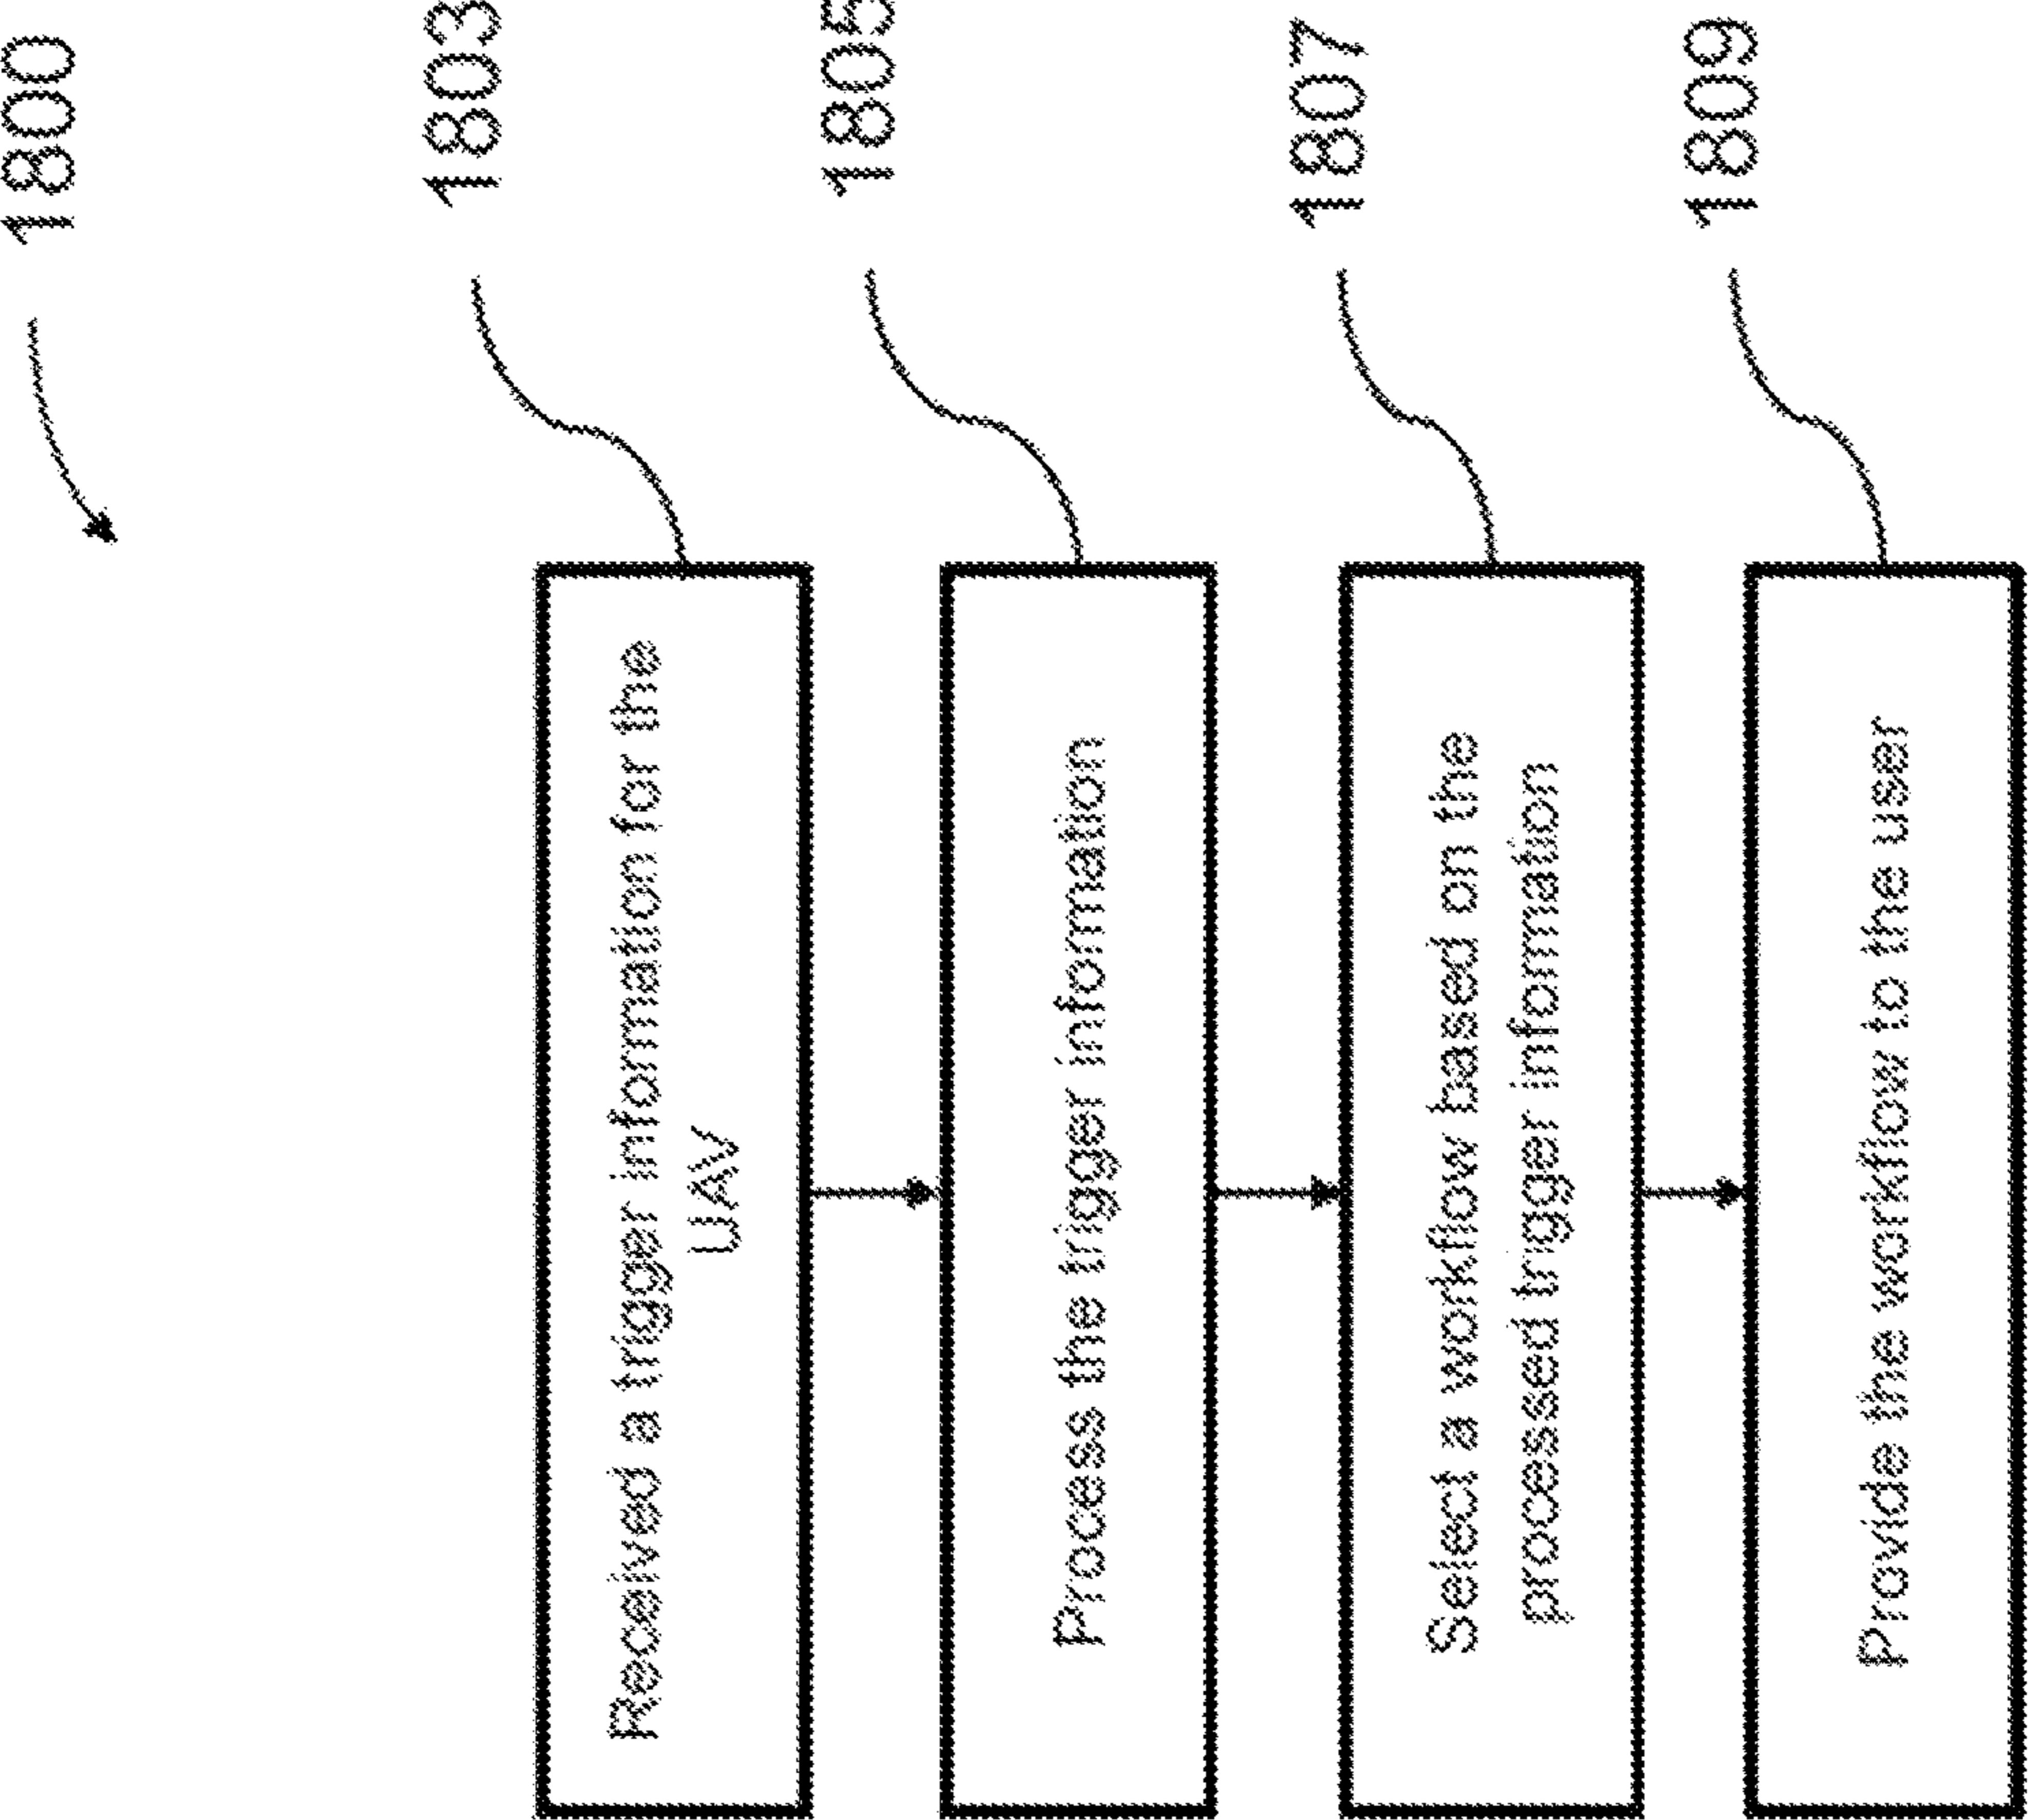 1800
1803
Received a trigger information for the
UAV
1805
Process the trigger information
1807
Select a workflow based on the
processed trigger information
1809
Provide the workflow to the user